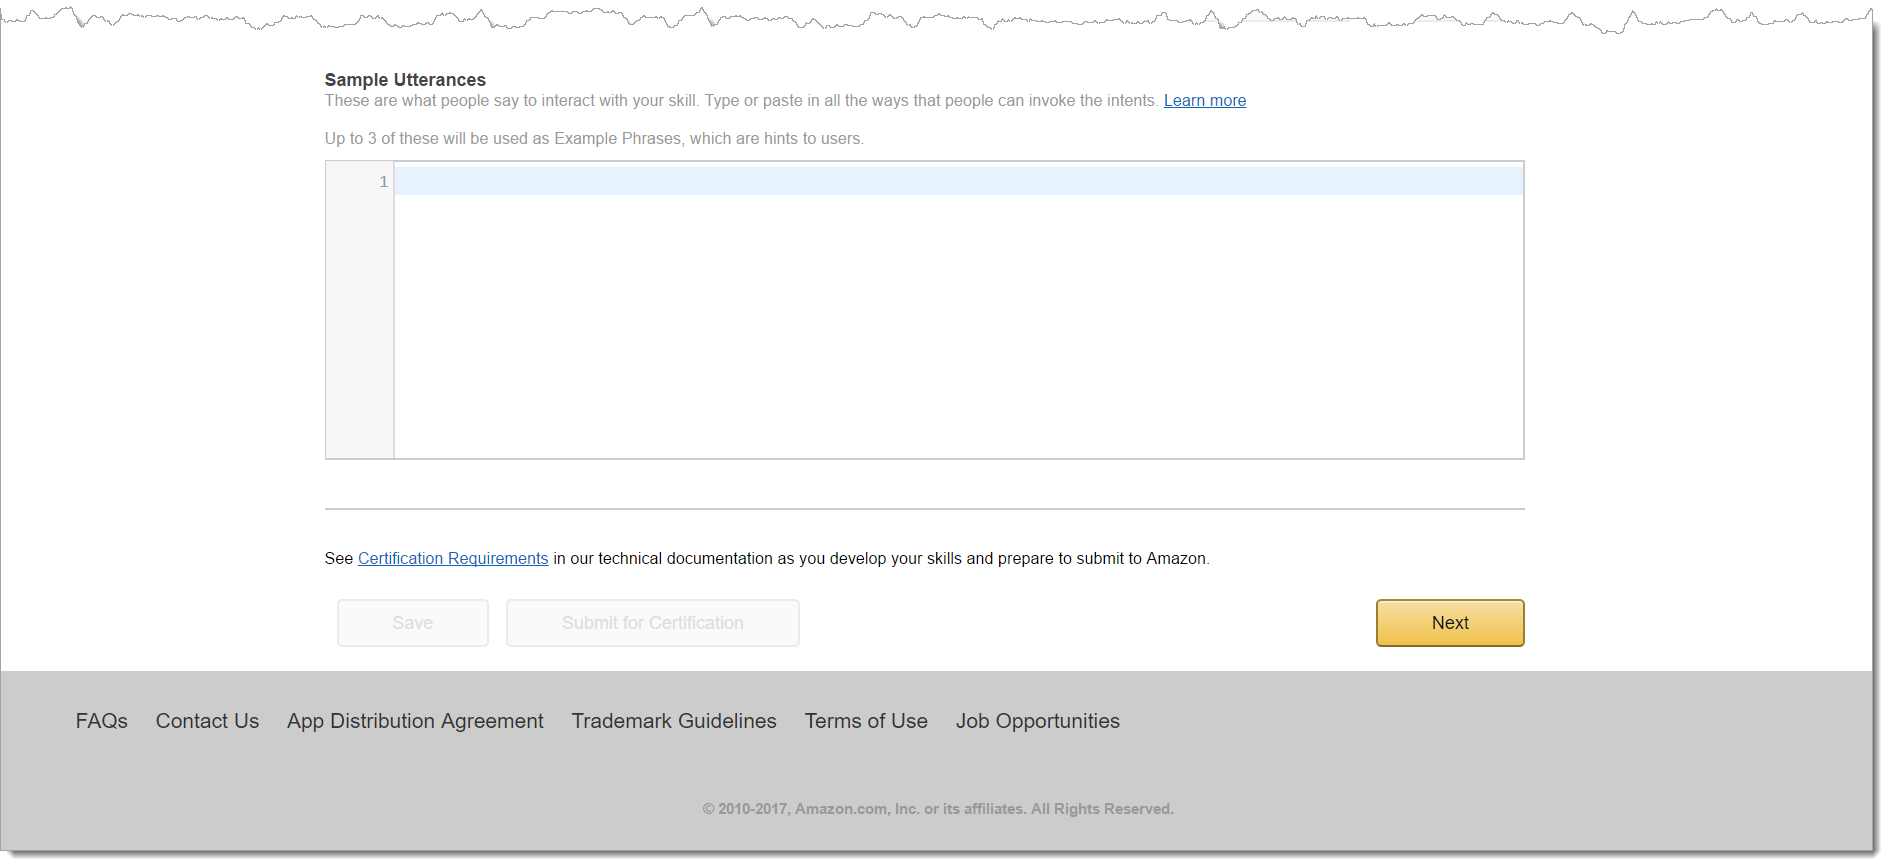 Sample Utterances
These are what people say to interact with your skill. Type or paste in all the ways that people can invoke the intents. Learn more
Up to 3 of these will be used as Example Phrases, which are hints to users.
1
See Certification Requirements in our technical documentation as you develop your skills and prepare to submit to Amazon.
Save Submit for Certification Next
FAQs Contact Us App Distribution Agreement Trademark Guidelines Terms of Use Job Opportunities
© 2010-2017, Amazon.com, Inc. or its affiliates. All Rights Reserved.